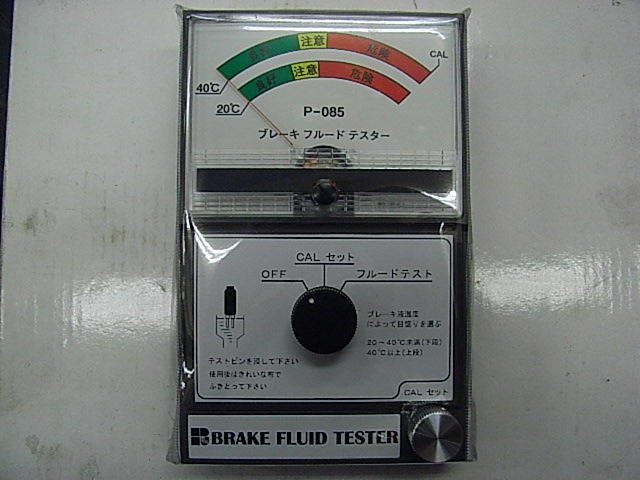 良好 注意 危険 CAL
良好 注意 危険
40℃
20℃
P-085
ブレーキ フルード テスター
CAL セット
OFF フルードテスト
ブレーキ液温度
によって目盛りを選ぶ
20〜40℃未満(下段)
40℃以上(上段)
テストピンを浸して下さい
使用後はきれいな布で
ふきとって下さい
CAL セット
BRAKE FLUID TESTER